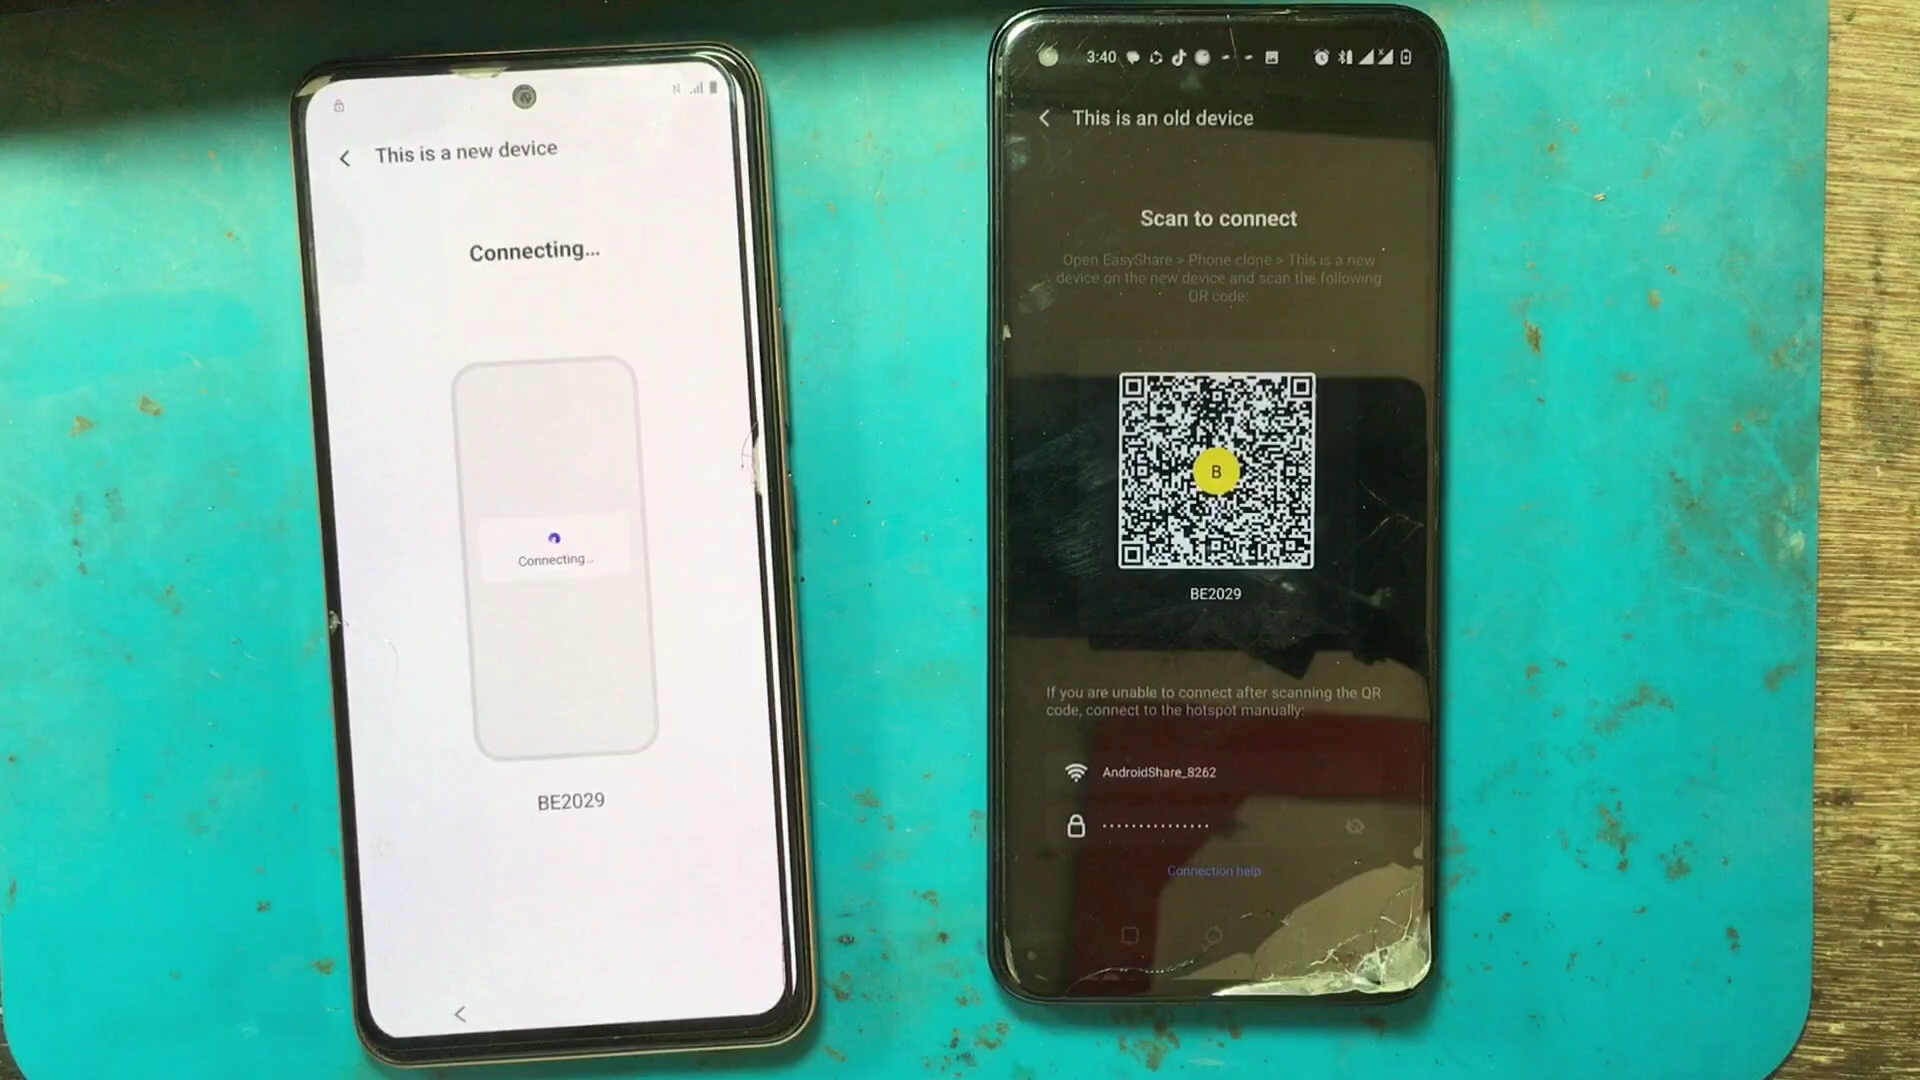 This is a new device
Connecting...
Connecting...
BE2029
3:40
This is an old device
Scan to connect
Open EasyShare > Phone clone > This is a new
device on the new device and scan the following
QR code:
B
BE2029
If you are unable to connect after scanning the QR
code, connect to the hotspot manually:
AndroidShare_8262
Connection help